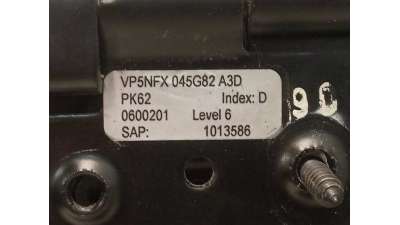 VP5NFX 045G82 A3D
PK62 Index: D
0600201 Level 6
SAP: 1013586